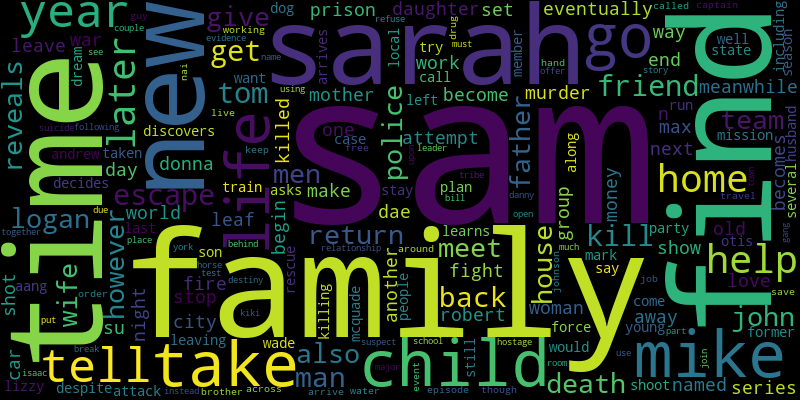 year
time
reveals
leave
war
dream
see
couple
guy
later
new
nai
give
get
tom
dog
working
evidence
name
want
live
killed
arrives
prison
mother
daughter
local
refuse
try
call
drug
left
set
work
become
member
must
using
hand
offer
called
eventually
go
way
end
friend
murder
captain
find
well
state
meanwhile
including
season
sarah
sam
police
attempt
father
story
run
n
max
team
mission
husband
several
suicide
following
discovers
andrew
taken
donna
day
decides
escape
life
keep
one
case
free
men
asks
train
make
stay
tribe
leader
upon
plan
bill
danny
open
along
money
next
home
becomes
travel
logan
last
world
leaf
begin
dae
learns
group
old
otis
gang
together
due
place
york
behind
relationship
around
return
meet
another
much
kill
party
show
help
love
save
wife
however
son
horse
test
rescue
family
people
fight
house
mark
say
aang
order
su
night
fire
stop
destiny
city
kiki
killing
mcquade
back
robert
woman
force
johnson
away
job
come
young
john
former
part
shot
put
car
isaac
lizzy
break
tell
take
leaving
wade
also
man
suspect
school
hostage
child
still
would
room
death
mike
use
join
shoot
named
series
despite
attack
instead
brother
across
arrive
water
event
major
episode
though